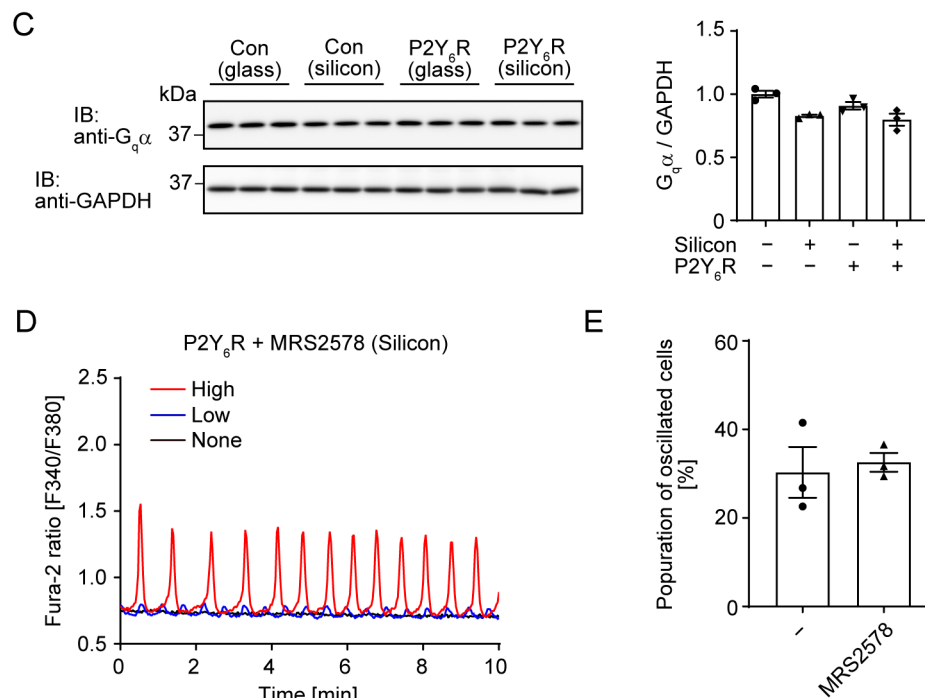 C
Con
(glass)
Con
(silicon)
P2Y₆R
(glass)
P2Y₆R
(silicon)
kDa
IB:
anti-G_qα
37
IB:
anti-GAPDH
37
1.5
1.0
0.5
0
G_qα / GAPDH
Silicon − + − +
P2Y₆R − − + +
D
P2Y₆R + MRS2578 (Silicon)
High
Low
None
2.5
2.0
1.5
1.0
0.5
Fura-2 ratio [F340/F380]
0 2 4 6 8 10
Time [min]
E
60
40
20
0
Popuration of oscillated cells
[%]
−
MRS2578